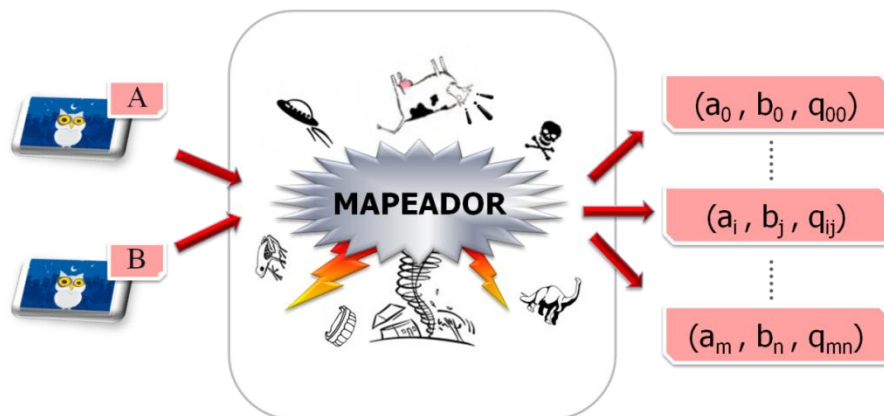 A
B
MAPEADOR
(a₀ , b₀ , q₀₀)
(aᵢ , bⱼ , qᵢⱼ)
(aₘ , bₙ , qₘₙ)